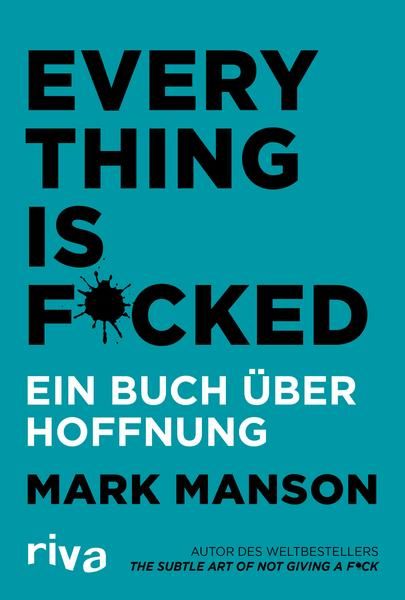 EVERY
THING
IS
F*CKED
EIN BUCH ÜBER
HOFFNUNG
MARK MANSON
riva
AUTOR DES WELTBESTELLERS
THE SUBTLE ART OF NOT GIVING A F*CK